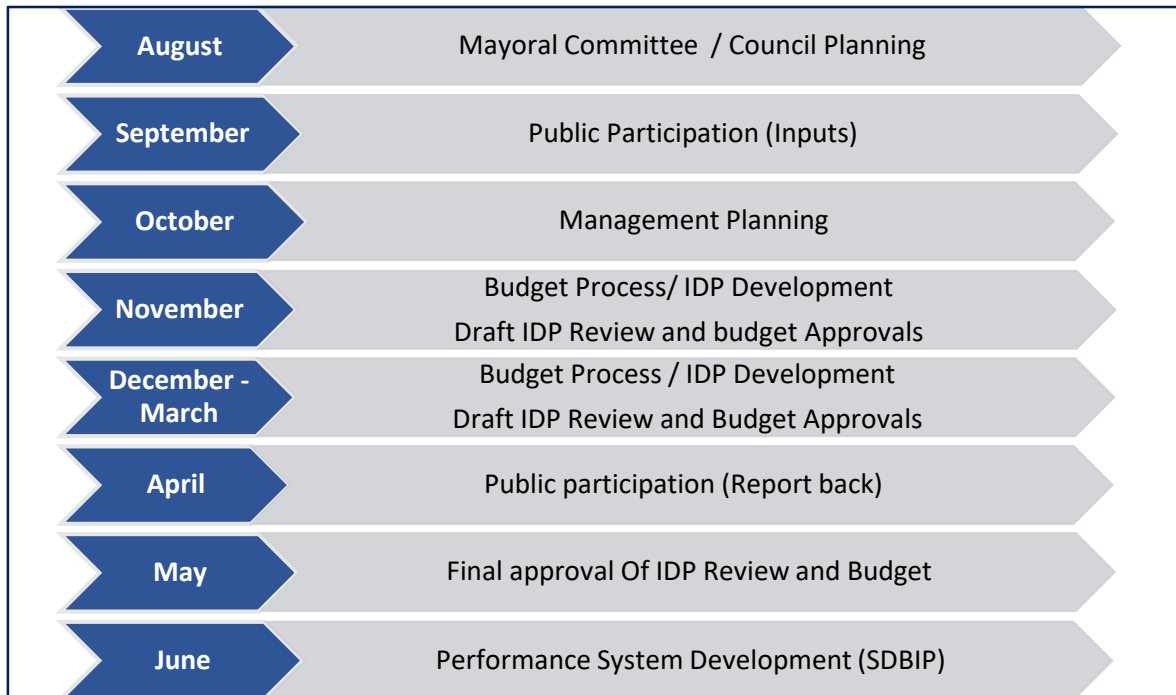 August
Mayoral Committee / Council Planning
September
Public Participation (Inputs)
October
Management Planning
November
Budget Process/ IDP Development
Draft IDP Review and budget Approvals
December -
March
Budget Process / IDP Development
Draft IDP Review and Budget Approvals
April
Public participation (Report back)
May
Final approval Of IDP Review and Budget
June
Performance System Development (SDBIP)